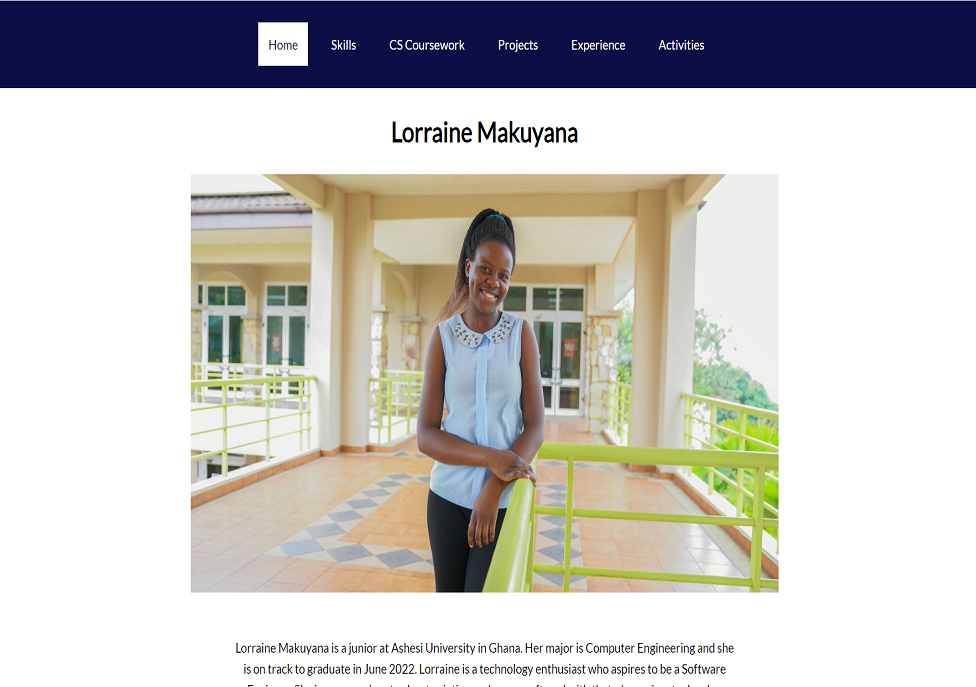 Home Skills CS Coursework Projects Experience Activities
Lorraine Makuyana
Lorraine Makuyana is a junior at Ashesi University in Ghana. Her major is Computer Engineering and she
is on track to graduate in June 2022. Lorraine is a technology enthusiast who aspires to be a Software